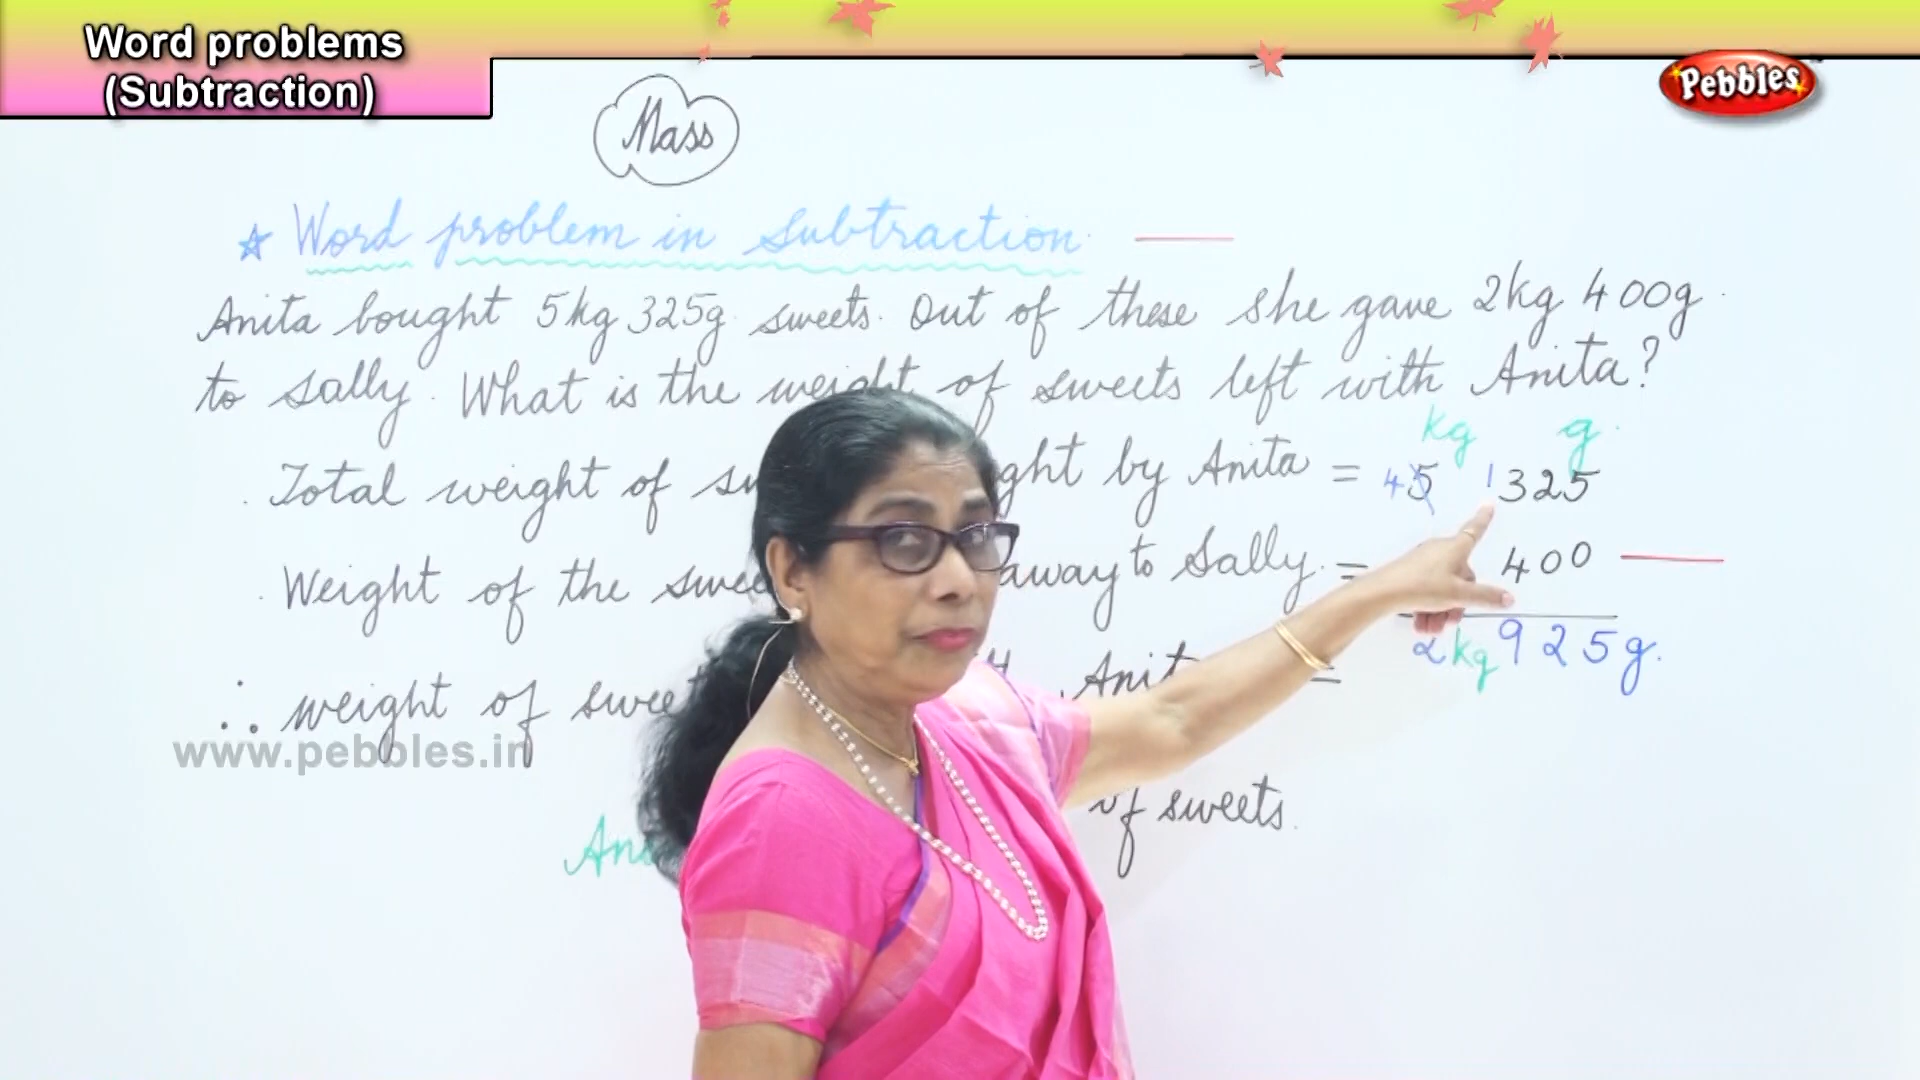 Word problems
(Subtraction)
Pebbles
Mass
Word problem in subtraction
Anita bought 5kg 325g sweets. Out of these she gave 2kg 400g
to Sally. What is the weight of sweets left with Anita?
kg g
Total weight of by Anita = 4 5 1 325
Weight of the away to Sally = 400
2kg 925g.
∴ weight of =
www.pebbles.in
of sweets.